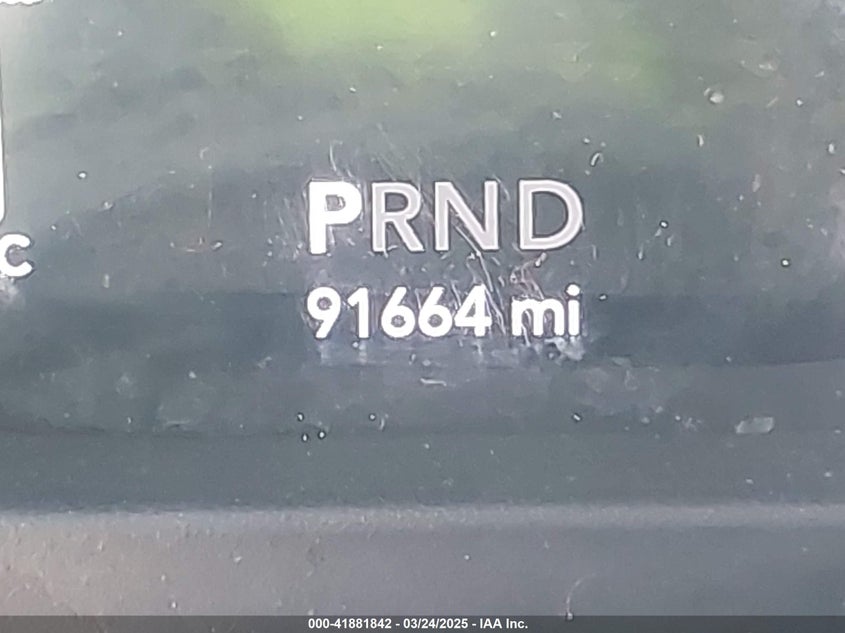 PRND
C
91664 mi
000-41881842 - 03/24/2025 - IAA Inc.